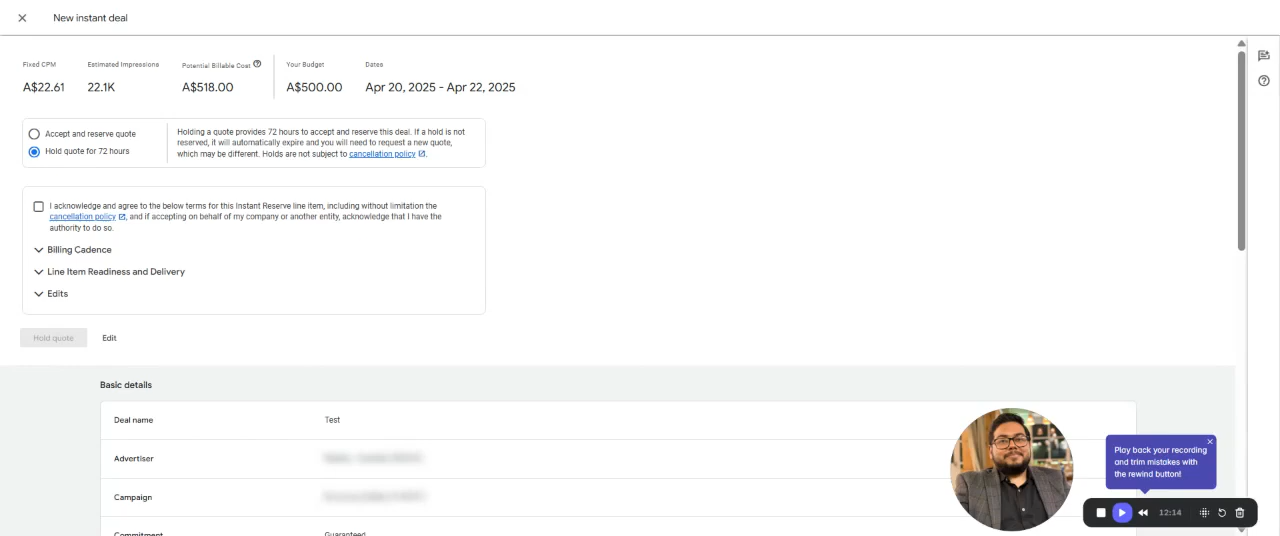 New instant deal
Fixed CPM
Estimated Impressions
Potential Billable Cost
Your Budget
Dates
A$22.61
22.1K
A$518.00
A$500.00
Apr 20, 2025 - Apr 22, 2025
Accept and reserve quote
Hold quote for 72 hours
Holding a quote provides 72 hours to accept and reserve this deal. If a hold is not
reserved, it will automatically expire and you will need to request a new quote,
which may be different. Holds are not subject to cancellation policy.
I acknowledge and agree to the below terms for this Instant Reserve line item, including without limitation the
cancellation policy, and if accepting on behalf of my company or another entity, acknowledge that I have the
authority to do so.
Billing Cadence
Line Item Readiness and Delivery
Edits
Hold quote
Edit
Basic details
Deal name
Test
Advertiser
Campaign
Commitment
Guaranteed
Play back your recording
and trim mistakes with
the rewind button!
12:14